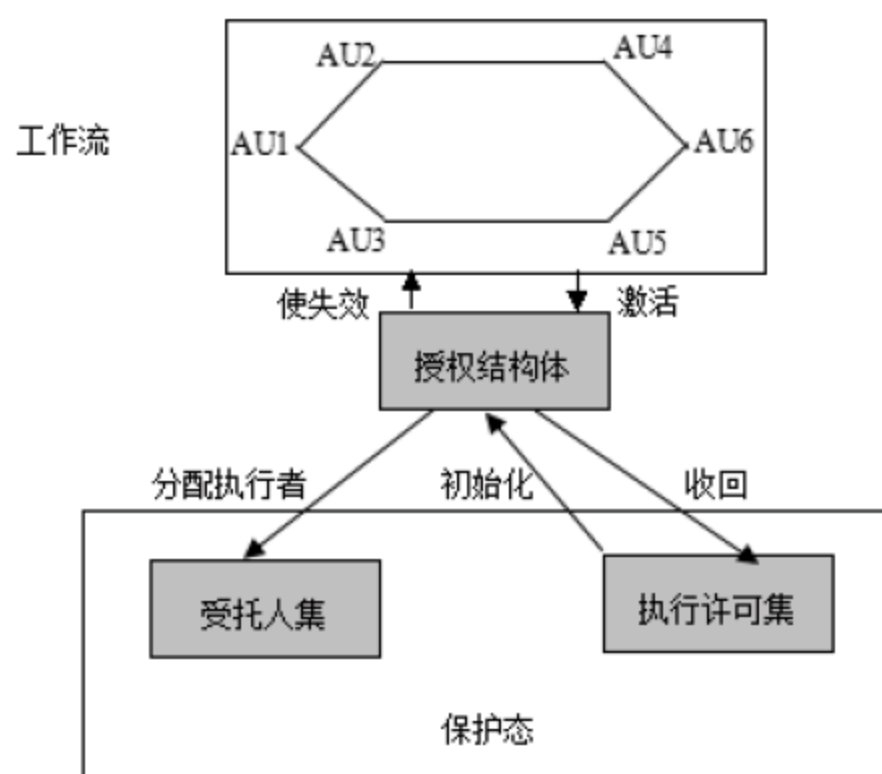 AU2 AU4
工作流 AU1 AU6
AU3 AU5
使失效 激活
授权结构体
分配执行者 初始化 收回
受托人集 执行许可集
保护态